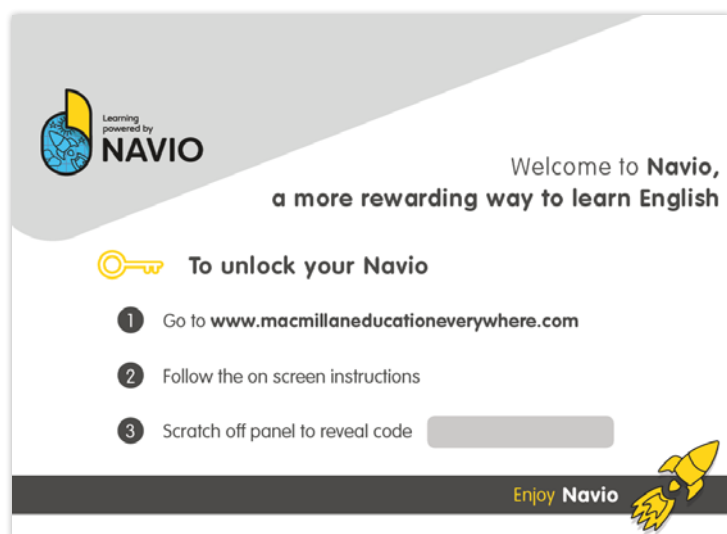 Learning
powered by
NAVIO
Welcome to Navio,
a more rewarding way to learn English
To unlock your Navio
1 Go to www.macmillaneducationeverywhere.com
2 Follow the on screen instructions
3 Scratch off panel to reveal code
Enjoy Navio